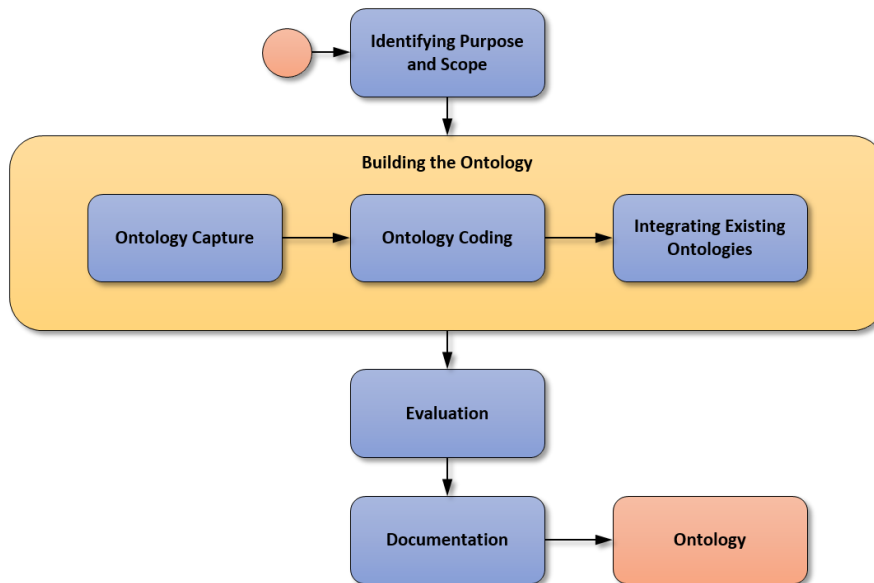 Identifying Purpose
and Scope
Building the Ontology
Ontology Capture
Ontology Coding
Integrating Existing
Ontologies
Evaluation
Documentation
Ontology